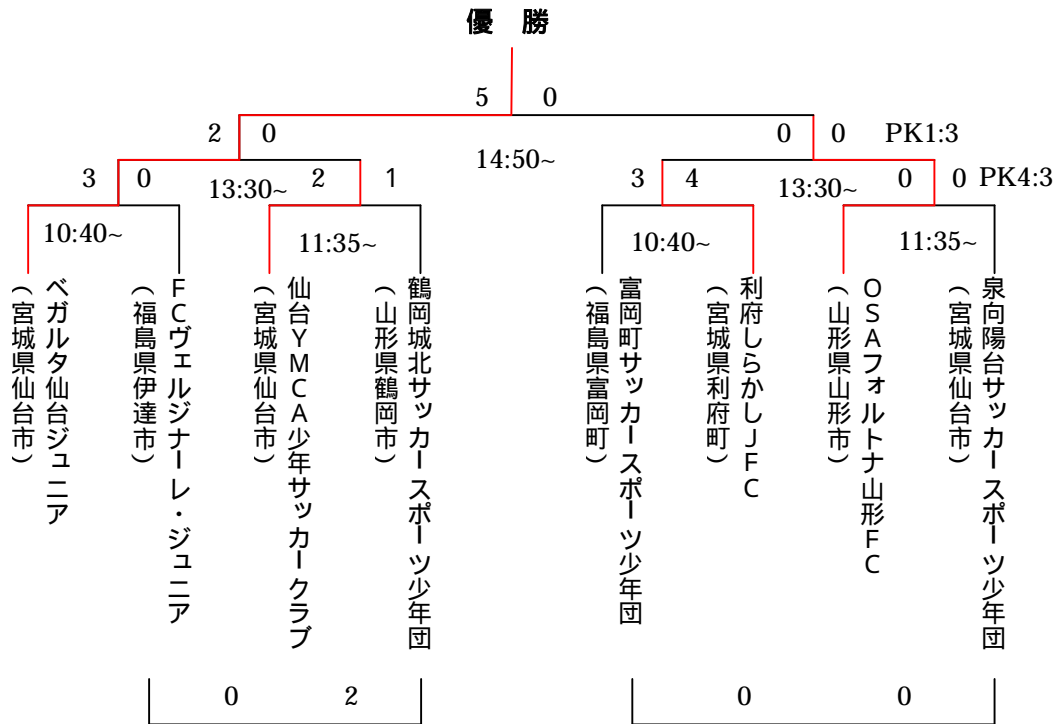 優 勝
5 0
2 0 0 0 PK1:3
14:50~
3 0 13:30~ 2 1 3 4 13:30~ 0 0 PK4:3
10:40~ 11:35~ 10:40~ 11:35~
ベガルタ仙台ジュニア
(宮城県仙台市)
FCヴェルジナーレ・ジュニア
(福島県伊達市)
仙台YMCA少年サッカークラブ
(宮城県仙台市)
鶴岡城北サッカースポーツ少年団
(山形県鶴岡市)
富岡町サッカースポーツ少年団
(福島県富岡町)
利府しらかしJFC
(宮城県利府町)
OSAフォルトナ山形FC
(山形県山形市)
泉向陽台サッカースポーツ少年団
(宮城県仙台市)
0 2 0 0